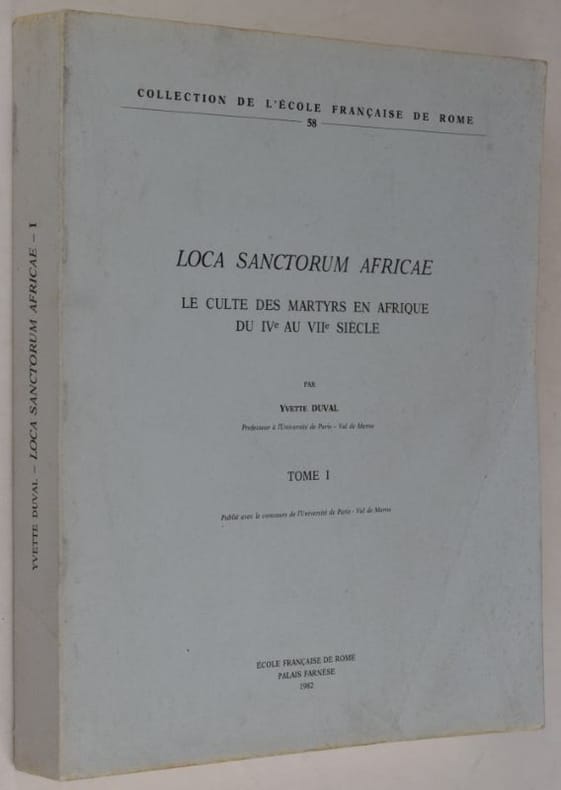 COLLECTION DE L'ÉCOLE FRANÇAISE DE ROME
58
LOCA SANCTORUM AFRICAE
LE CULTE DES MARTYRS EN AFRIQUE
DU IVe AU VIIe SIÈCLE
PAR
YVETTE DUVAL
Professeur à l'Université de Paris - Val de Marne
TOME I
Publié avec le concours de l'Université de Paris - Val de Marne
ÉCOLE FRANÇAISE DE ROME
PALAIS FARNÈSE
1982
YVETTE DUVAL – LOCA SANCTORUM AFRICAE – I